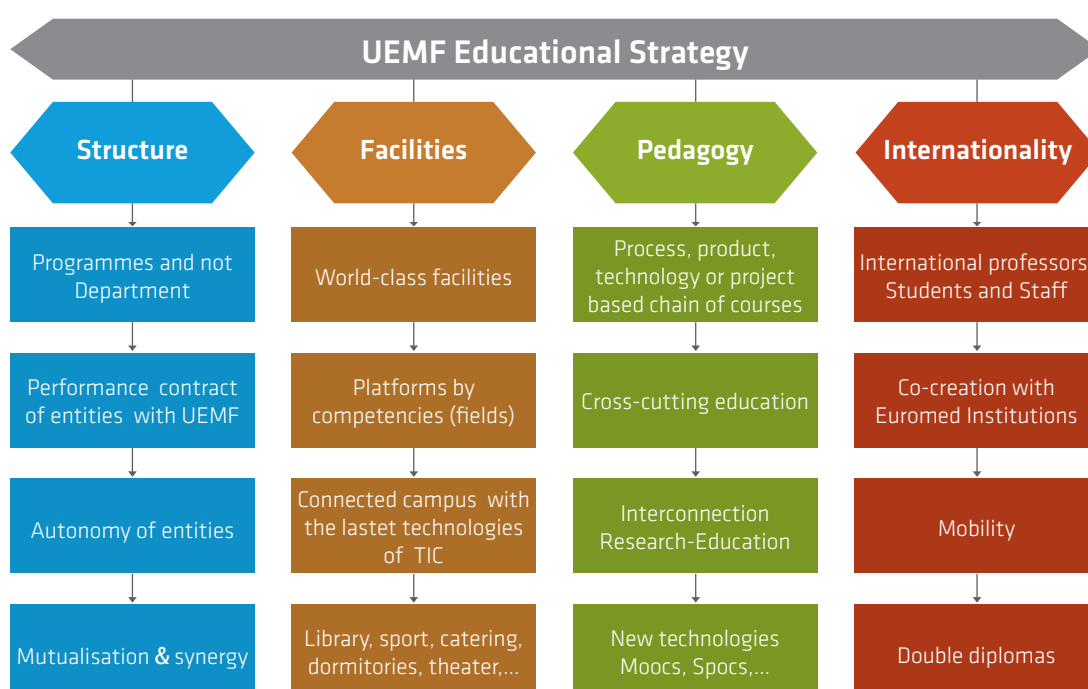 UEMF Educational Strategy
Structure
Programmes and not
Department
Performance contract
of entities with UEMF
Autonomy of entities
Mutualisation & synergy
Facilities
World-class facilities
Platforms by
competencies (fields)
Connected campus with
the lastet technologies
of TIC
Library, sport, catering,
dormitories, theater,...
Pedagogy
Process, product,
technology or project
based chain of courses
Cross-cutting education
Interconnection
Research-Education
New technologies
Moocs, Spocs,...
Internationality
International professors
Students and Staff
Co-creation with
Euromed Institutions
Mobility
Double diplomas